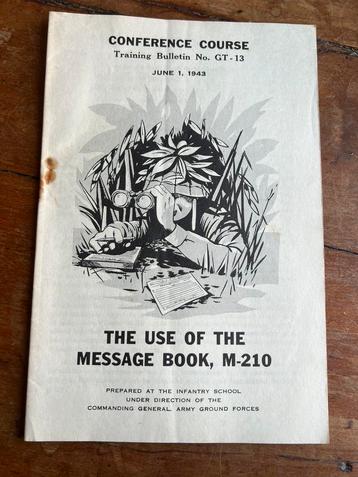 CONFERENCE COURSE
Training Bulletin No. GT-13
JUNE 1, 1943
THE USE OF THE
MESSAGE BOOK, M-210
PREPARED AT THE INFANTRY SCHOOL
UNDER DIRECTION OF THE
COMMANDING GENERAL, ARMY GROUND FORCES